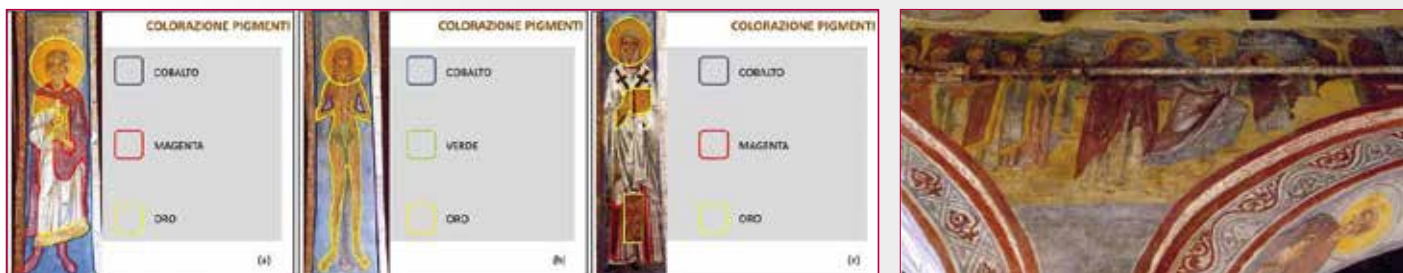 COLORAZIONE PIGMENTI
COBALTO
MAGENTA
ORO
(a)
COLORAZIONE PIGMENTI
COBALTO
VERDE
ORO
(b)
COLORAZIONE PIGMENTI
COBALTO
MAGENTA
ORO
(c)